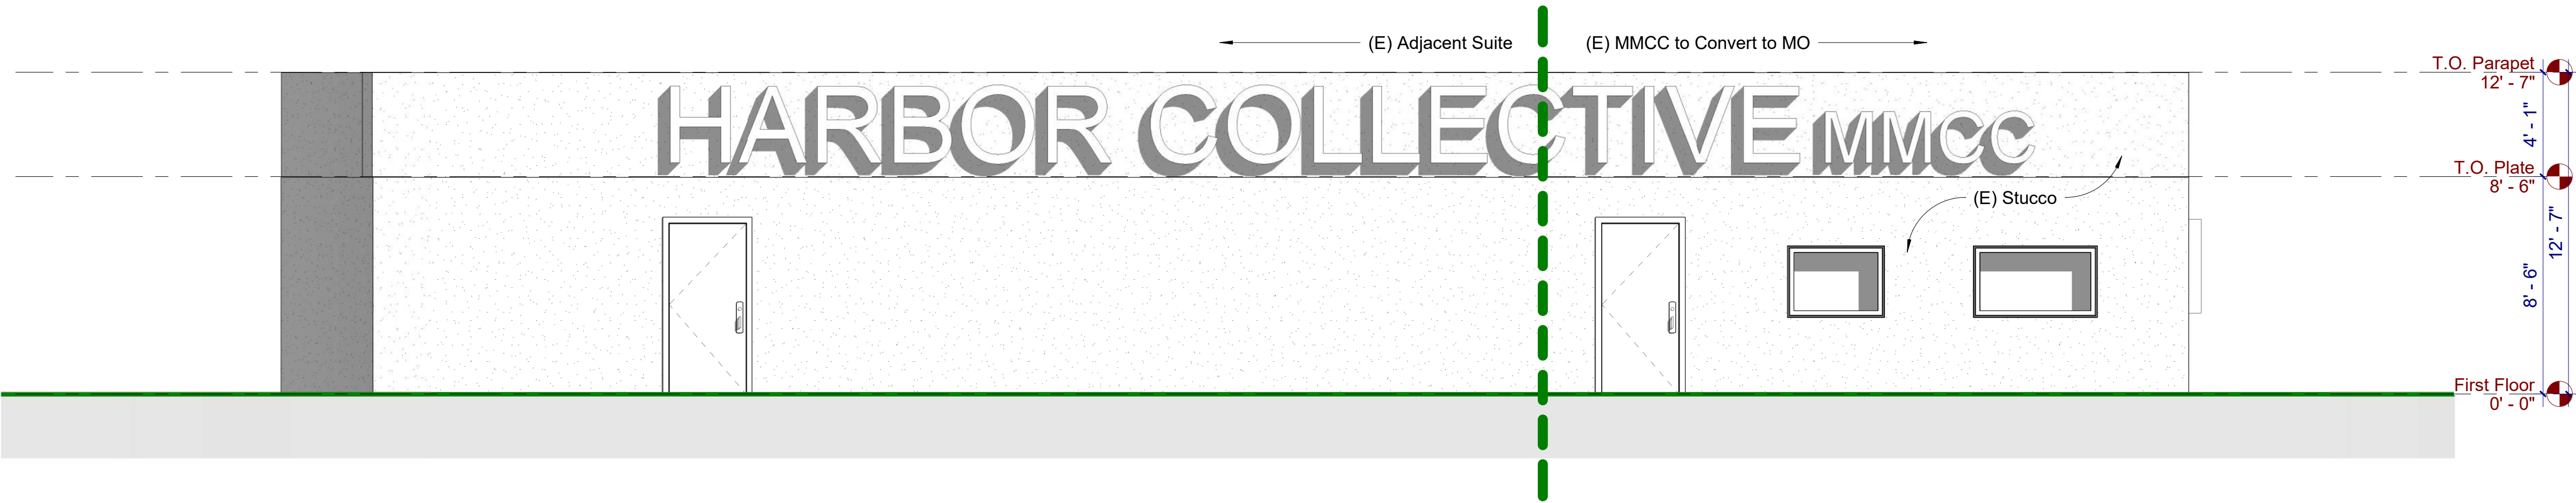 (E) Adjacent Suite
(E) MMCC to Convert to MO
T.O. Parapet
12' - 7"
HARBOR COLLECTIVE MMCC
4' - 1"
T.O. Plate
8' - 6"
(E) Stucco
12' - 7"
8' - 6"
First Floor
0' - 0"